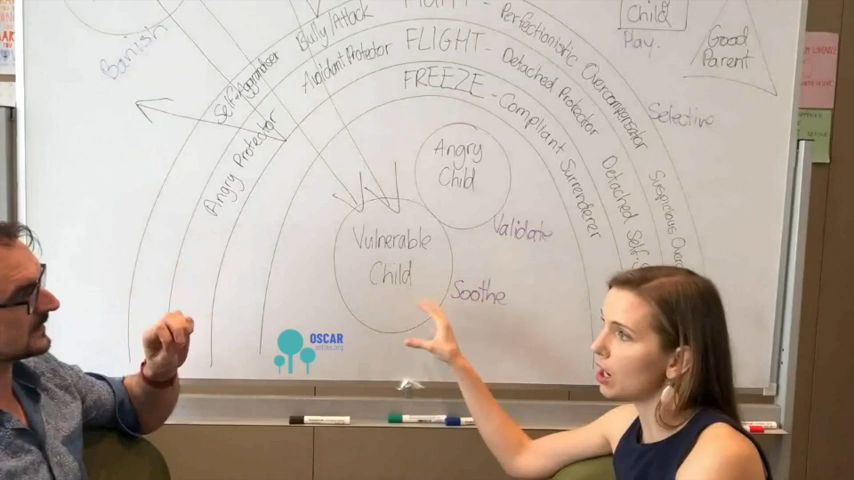 Child
Play.
Good
Parent
Banish
Self-Aggrandiser
Bully/Attack
FLIGHT -
Perfectionistic Overcompensator
Angry Protector
Avoidant Protector
FREEZE -
Detached Protector
Compliant Surrenderer
Selective
Detached Self-
Suspicious Over
Angry
Child
Vulnerable
Child
Validate
Soothe
OSCAR